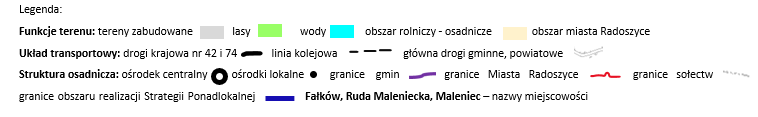 Legenda:
Funkcje terenu: tereny zabudowane lasy wody obszar rolniczy - osadnicze obszar miasta Radoszyce
Układ transportowy: drogi krajowa nr 42 i 74 linia kolejowa główna drogi gminne, powiatowe
Struktura osadnicza: ośrodek centralny ośrodki lokalne granice gmin granice Miasta Radoszyce granice sołectw
granice obszaru realizacji Strategii Ponadlokalnej Fałków, Ruda Maleniecka, Maleniec – nazwy miejscowości